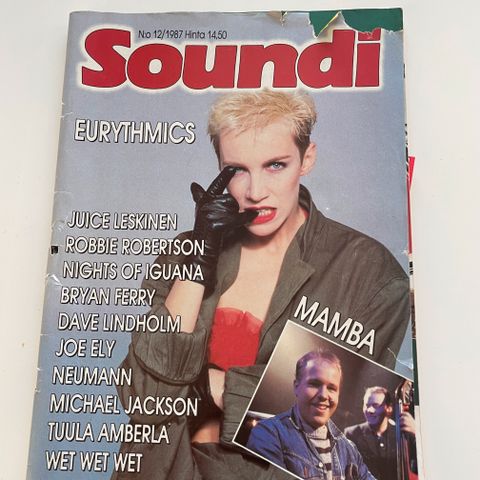 N:o 12/1987 Hinta 14,50
Soundi
EURYTHMICS
JUICE LESKINEN
ROBBIE ROBERTSON
NIGHTS OF IGUANA
BRYAN FERRY
DAVE LINDHOLM
JOE ELY
NEUMANN
MICHAEL JACKSON
TUULA AMBERLA
WET WET WET
MAMBA